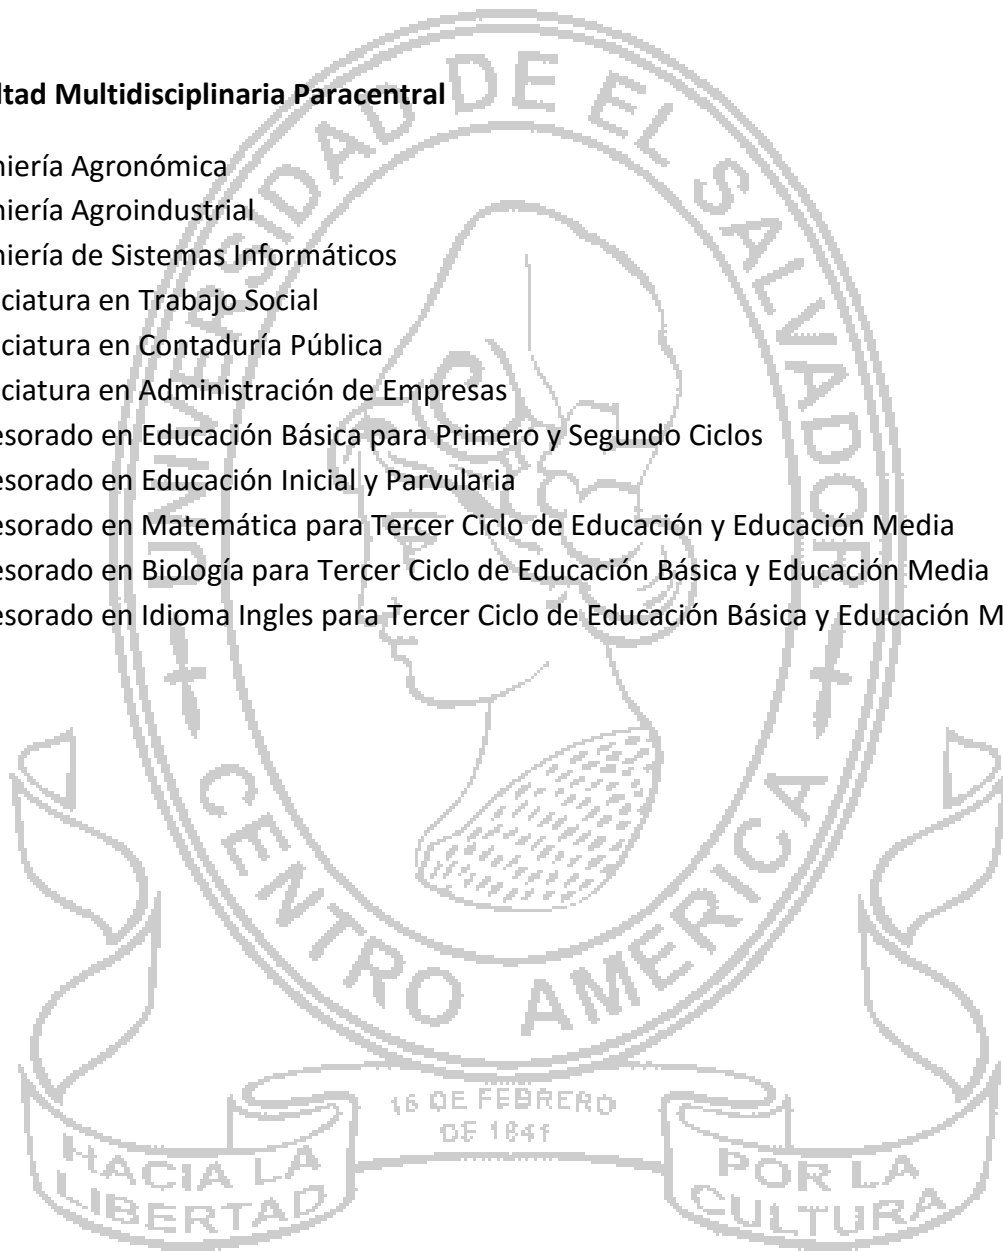 ltad Multidisciplinaria Paracentral
niería Agronómica
niería Agroindustrial
niería de Sistemas Informáticos
ciatura en Trabajo Social
ciatura en Contaduría Pública
ciatura en Administración de Empresas
esorado en Educación Básica para Primero y Segundo Ciclos
esorado en Educación Inicial y Parvularia
esorado en Matemática para Tercer Ciclo de Educación y Educación Media
esorado en Biología para Tercer Ciclo de Educación Básica y Educación Media
esorado en Idioma Ingles para Tercer Ciclo de Educación Básica y Educación M
UNIVERSIDAD DE EL SALVADOR
CENTRO AMERICA
16 DE FEBRERO
DE 1841
HACIA LA
LIBERTAD
POR LA
CULTURA